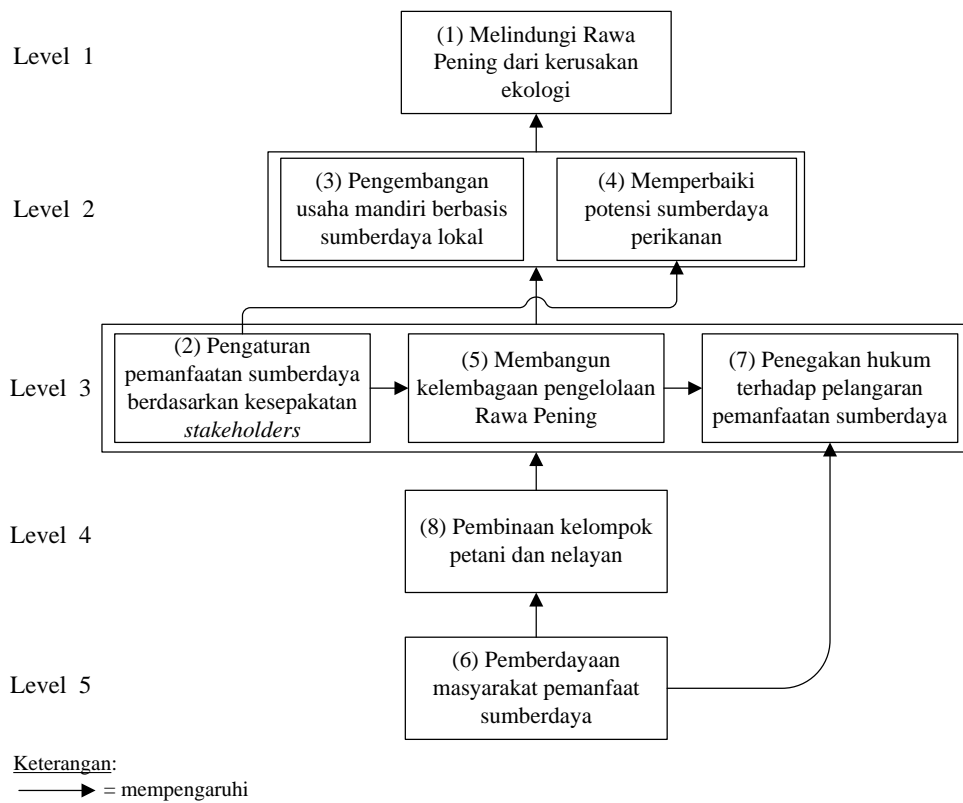 Level 1
(1) Melindungi Rawa
Pening dari kerusakan
ekologi
Level 2
(3) Pengembangan
usaha mandiri berbasis
sumberdaya lokal
(4) Memperbaiki
potensi sumberdaya
perikanan
Level 3
(2) Pengaturan
pemanfaatan sumberdaya
berdasarkan kesepakatan
stakeholders
(5) Membangun
kelembagaan pengelolaan
Rawa Pening
(7) Penegakan hukum
terhadap pelangaran
pemanfaatan sumberdaya
Level 4
(8) Pembinaan kelompok
petani dan nelayan
Level 5
(6) Pemberdayaan
masyarakat pemanfaat
sumberdaya
Keterangan:
= mempengaruhi